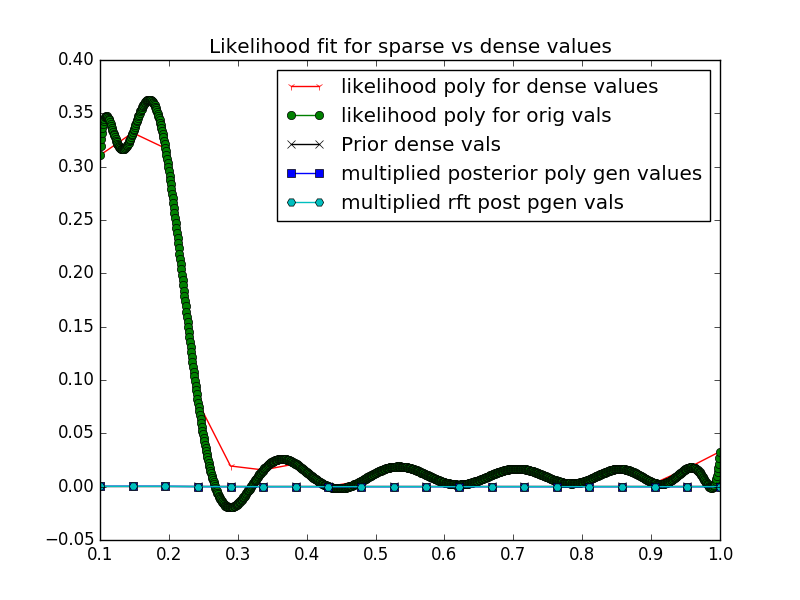 Likelihood fit for sparse vs dense values
0.40
0.35
0.30
0.25
0.20
0.15
0.10
0.05
0.00
−0.05
likelihood poly for dense values
likelihood poly for orig vals
Prior dense vals
multiplied posterior poly gen values
multiplied rft post pgen vals
0.1 0.2 0.3 0.4 0.5 0.6 0.7 0.8 0.9 1.0